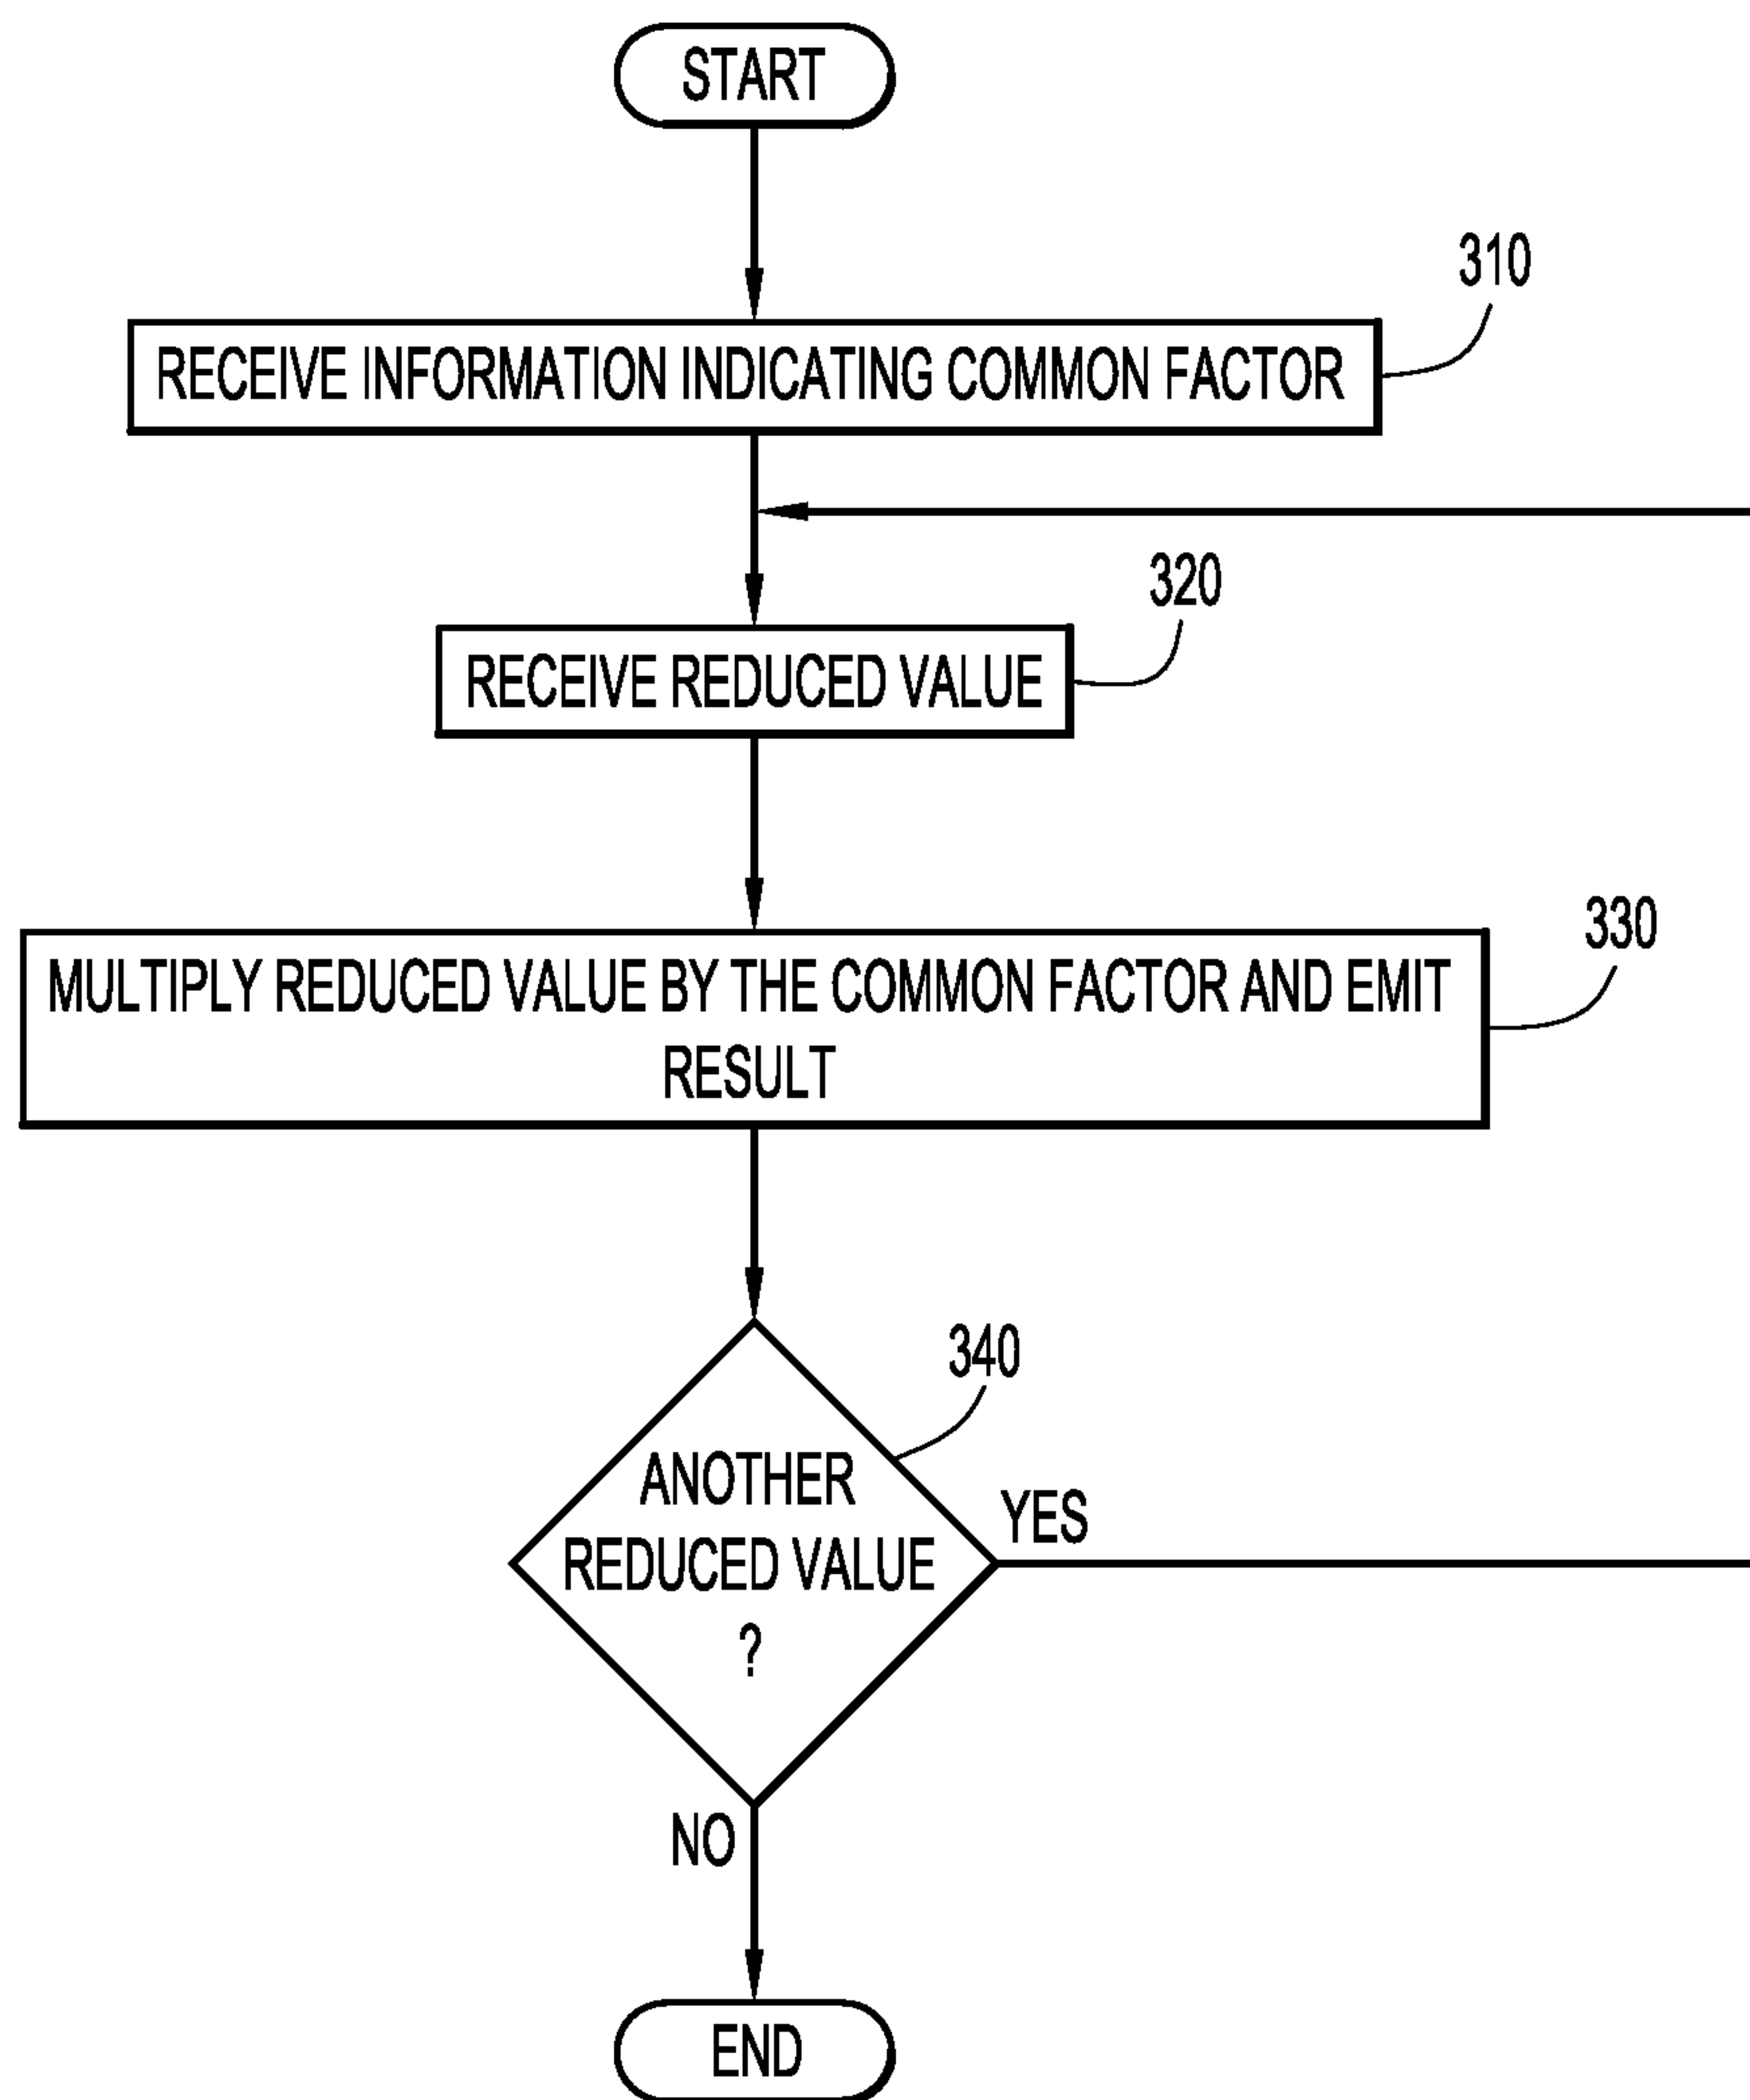 START
310
RECEIVE INFORMATION INDICATING COMMON FACTOR
320
RECEIVE REDUCED VALUE
330
MULTIPLY REDUCED VALUE BY THE COMMON FACTOR AND EMIT
RESULT
340
ANOTHER
REDUCED VALUE
?
YES
NO
END